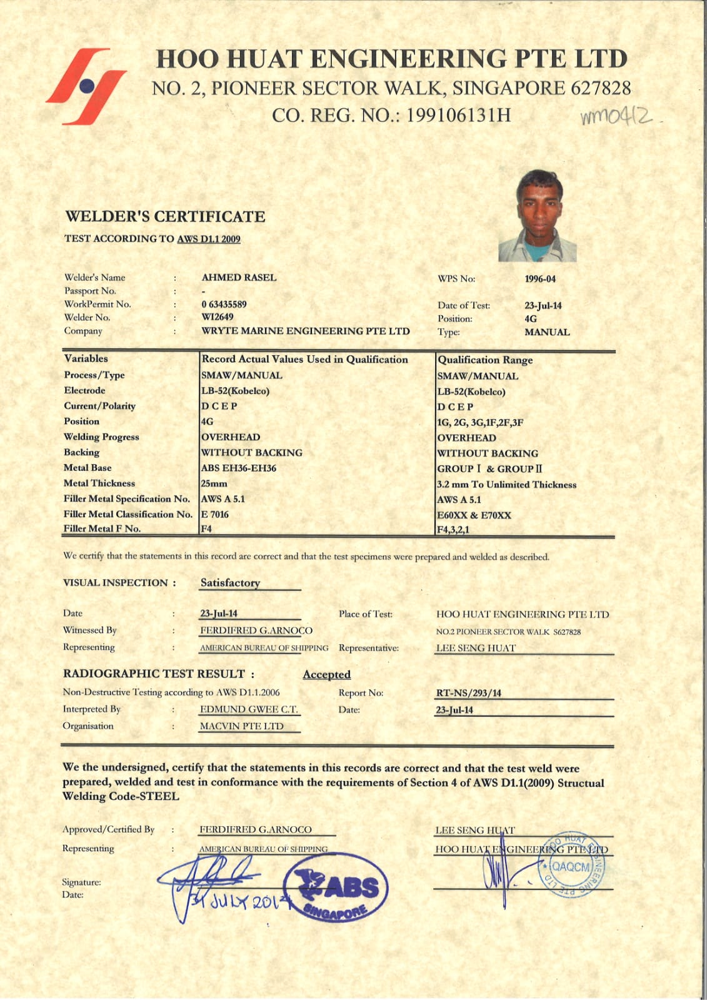 HOO HUAT ENGINEERING PTE LTD
NO. 2, PIONEER SECTOR WALK, SINGAPORE 627828
CO. REG. NO.: 199106131H
WM0412
WELDER'S CERTIFICATE
TEST ACCORDING TO AWS D1.1 2009
Welder's Name : AHMED RASEL WPS No: 1996-04
Passport No. : -
WorkPermit No. : 0 63435589 Date of Test: 23-Jul-14
Welder No. : WI2649 Position: 4G
Company : WRYTE MARINE ENGINEERING PTE LTD Type: MANUAL
Variables Record Actual Values Used in Qualification Qualification Range
Process/Type SMAW/MANUAL SMAW/MANUAL
Electrode LB-52(Kobelco) LB-52(Kobelco)
Current/Polarity D C E P D C E P
Position 4G 1G, 2G, 3G,1F,2F,3F
Welding Progress OVERHEAD OVERHEAD
Backing WITHOUT BACKING WITHOUT BACKING
Metal Base ABS EH36-EH36 GROUP I & GROUP II
Metal Thickness 25mm 3.2 mm To Unlimited Thickness
Filler Metal Specification No. AWS A 5.1 AWS A 5.1
Filler Metal Classification No. E 7016 E60XX & E70XX
Filler Metal F No. F4 F4,3,2,1
We certify that the statements in this record are correct and that the test specimens were prepared and welded as described.
VISUAL INSPECTION : Satisfactory
Date : 23-Jul-14 Place of Test: HOO HUAT ENGINEERING PTE LTD
Witnessed By : FERDIFRED G.ARNOCO NO.2 PIONEER SECTOR WALK S627828
Representing : AMERICAN BUREAU OF SHIPPING Representative: LEE SENG HUAT
RADIOGRAPHIC TEST RESULT : Accepted
Non-Destructive Testing according to AWS D1.1.2006 Report No: RT-NS/293/14
Interpreted By : EDMUND GWEE C.T. Date: 23-Jul-14
Organisation : MACVIN PTE LTD
We the undersigned, certify that the statements in this records are correct and that the test weld were
prepared, welded and test in conformance with the requirements of Section 4 of AWS D1.1(2009) Structual
Welding Code-STEEL
Approved/Certified By : FERDIFRED G.ARNOCO LEE SENG HUAT
Representing : AMERICAN BUREAU OF SHIPPING HOO HUAT ENGINEERING PTE LTD
Signature:
Date: 31 JULY 2014
ABS
SINGAPORE
HOO HUAT ENGINEERING PTE LTD
QAQCM